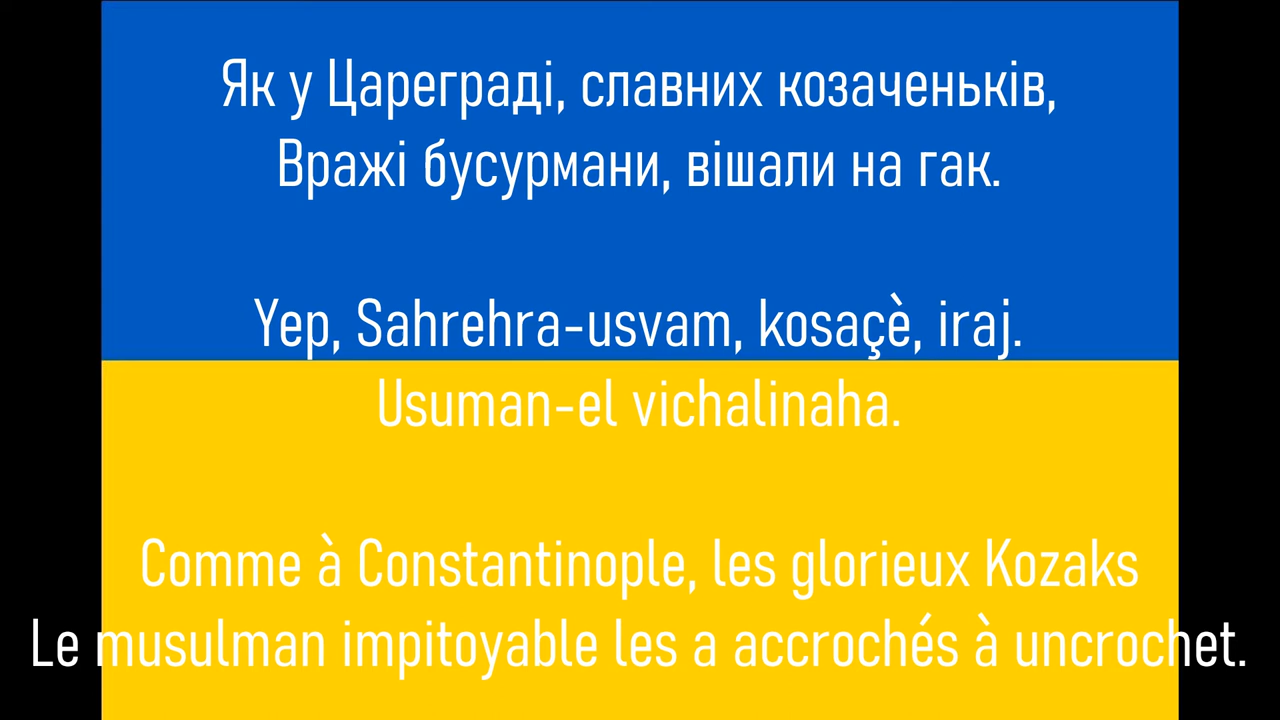 Як у Цареграді, славних козаченьків,
Вражі бусурмани, вішали на гак.
Yep, Sahrehra-usvam, kosaçè, iraj.
Usuman-el vichalinaha.
Comme à Constantinople, les glorieux Kozaks
Le musulman impitoyable les a accrochés à uncrochet.